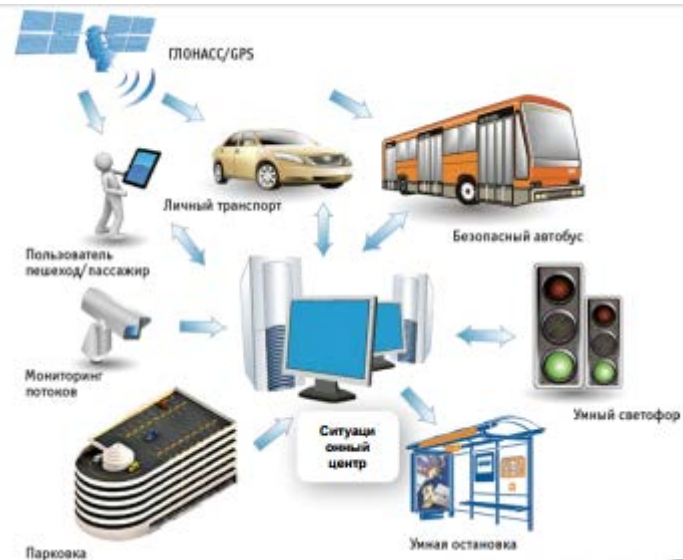 ГЛОНАСС/GPS
Личный транспорт
Безопасный автобус
Пользователь
пешеход/пассажир
Мониторинг
потоков
Умный светофор
Ситуаци
онный
центр
Умная остановка
Парковка